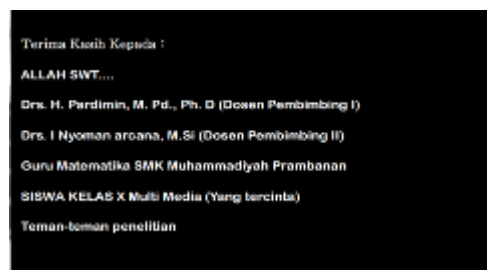 Terima Kasih Kepada :
ALLAH SWT....
Drs. H. Pardimin, M. Pd., Ph. D (Dosen Pembimbing I)
Drs. I Nyoman arcana, M.Si (Dosen Pembimbing II)
Guru Matematika SMK Muhammadiyah Prambanan
SISWA KELAS X Multi Media (Yang tercinta)
Teman-teman penelitian